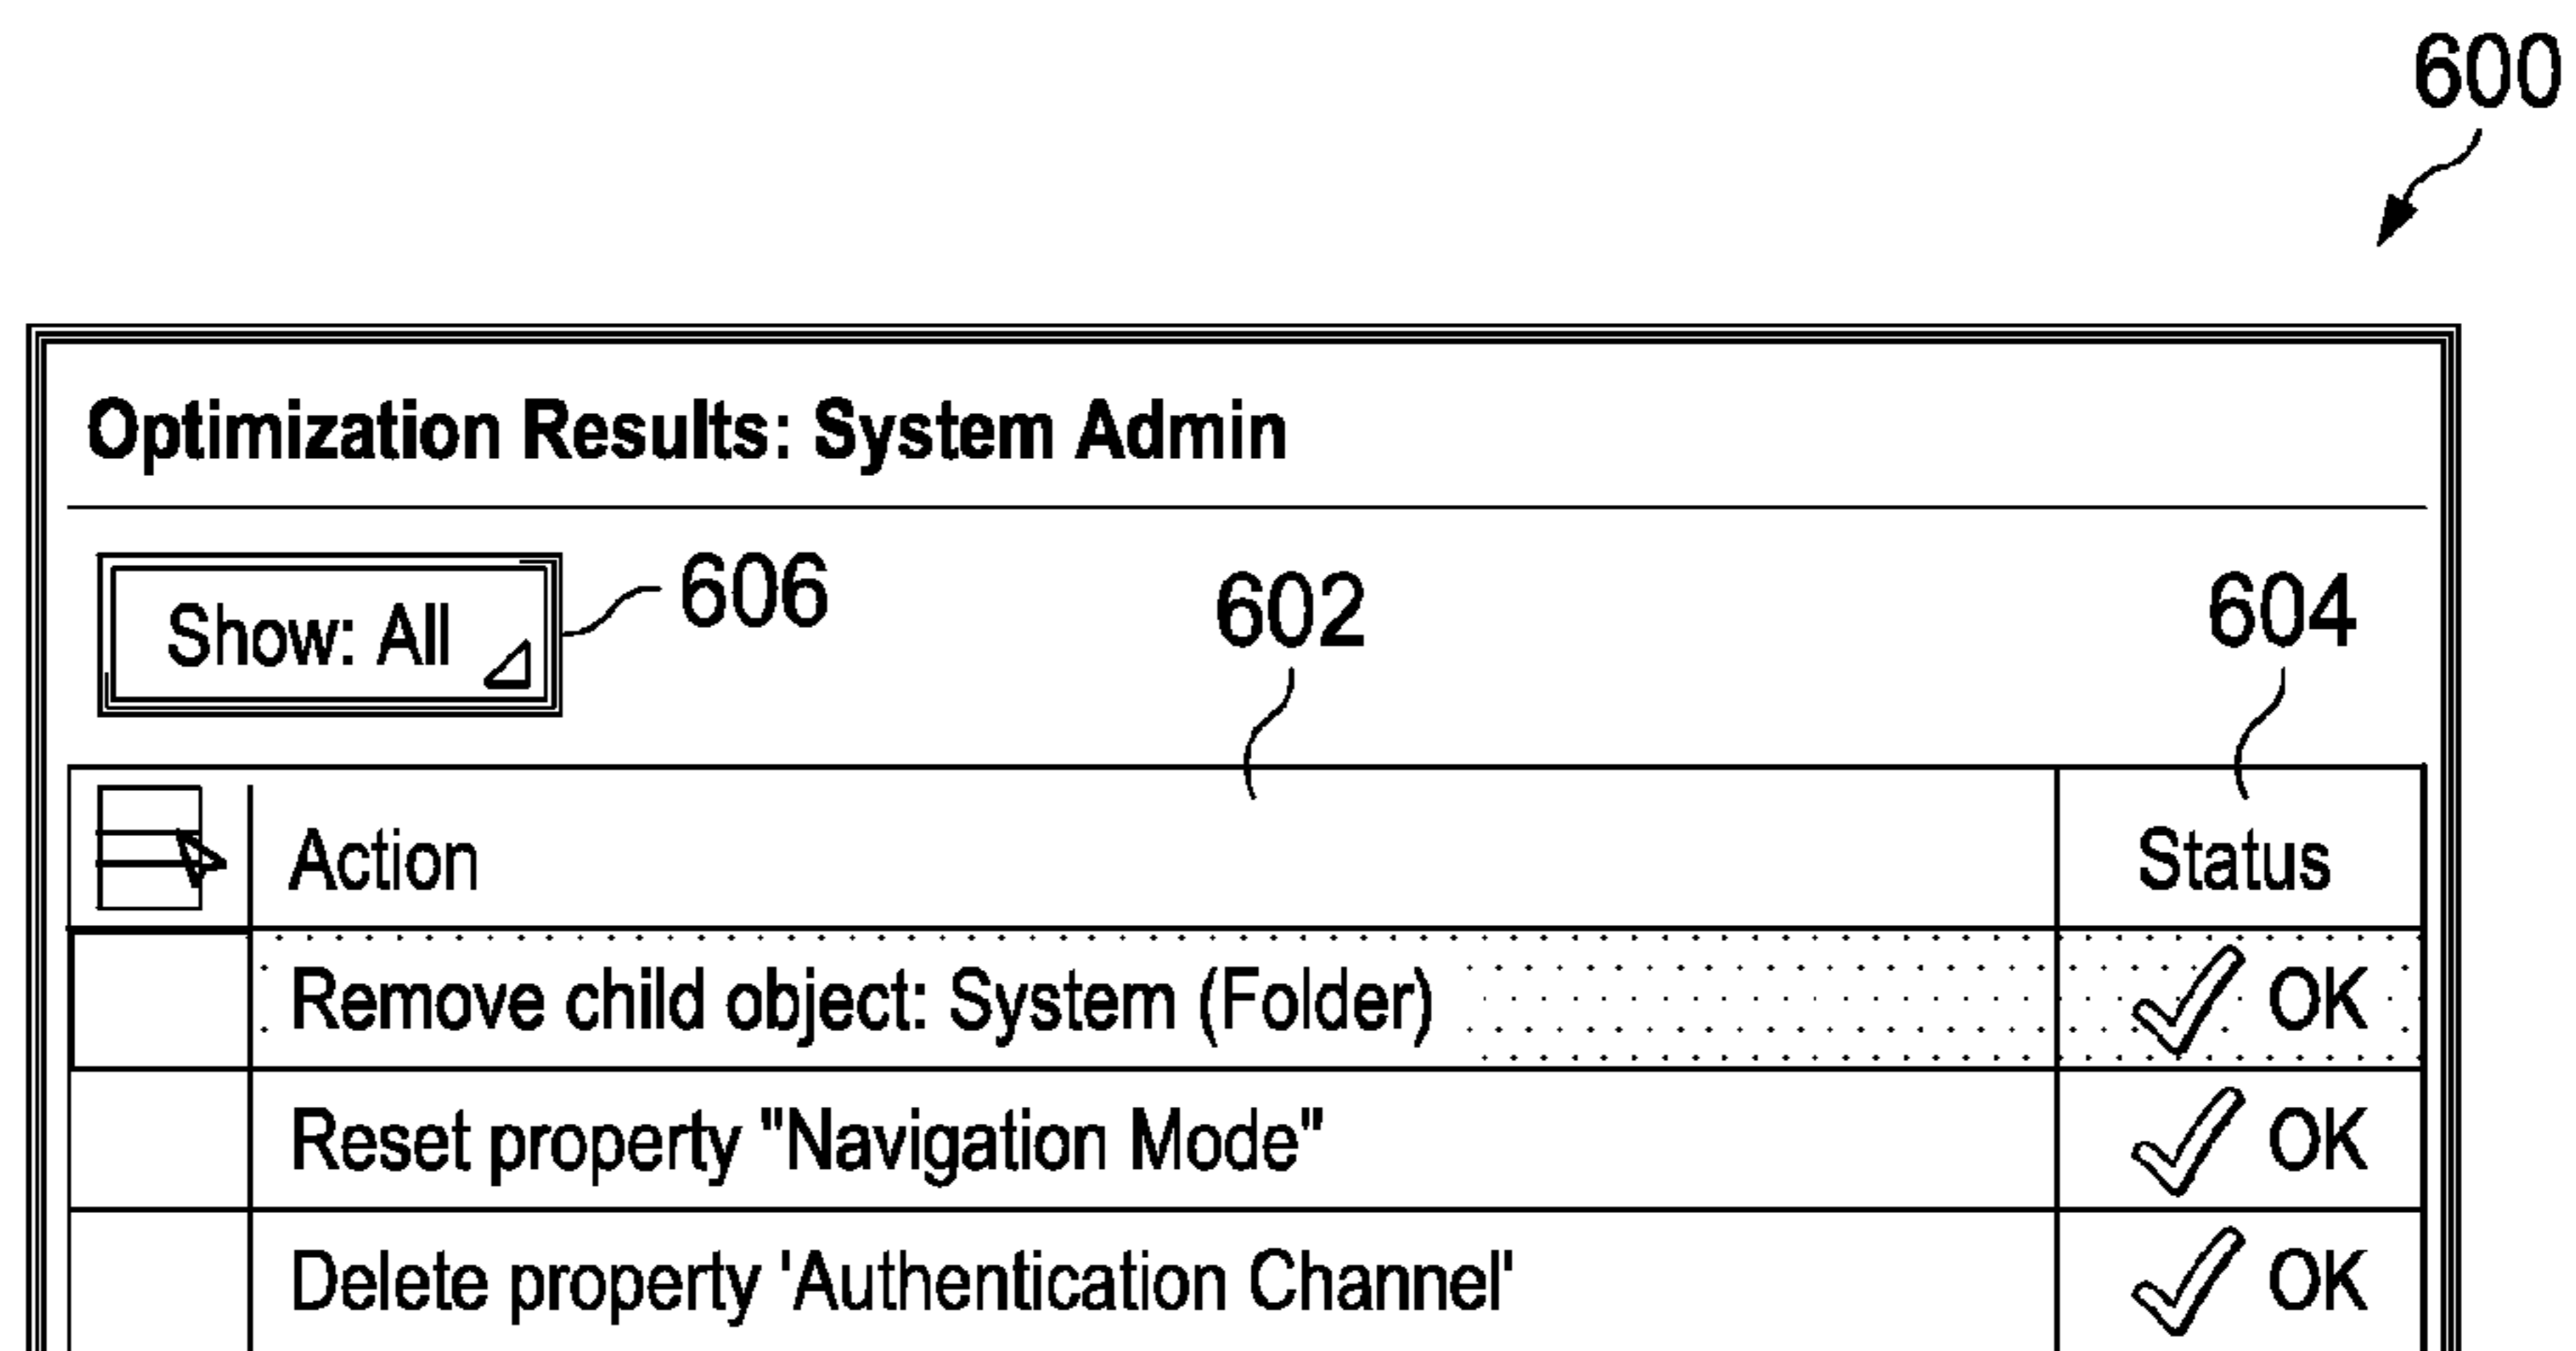 600
Optimization Results: System Admin
Show: All
606
602
604
Action
Status
Remove child object: System (Folder)
OK
Reset property "Navigation Mode"
OK
Delete property 'Authentication Channel'
OK